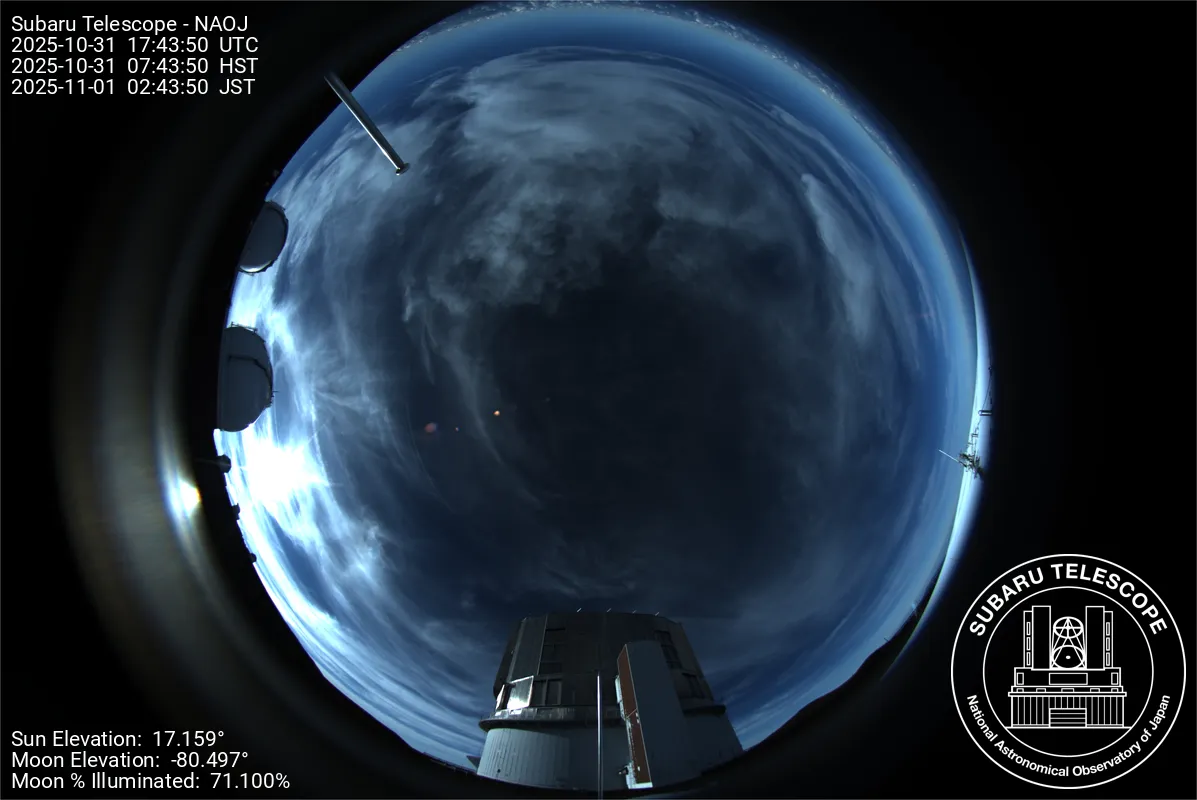 Subaru Telescope - NAOJ
2025-10-31 17:43:50 UTC
2025-10-31 07:43:50 HST
2025-11-01 02:43:50 JST
SUBARU TELESCOPE
National Astronomical Observatory of Japan
Sun Elevation: 17.159°
Moon Elevation: -80.497°
Moon % Illuminated: 71.100%